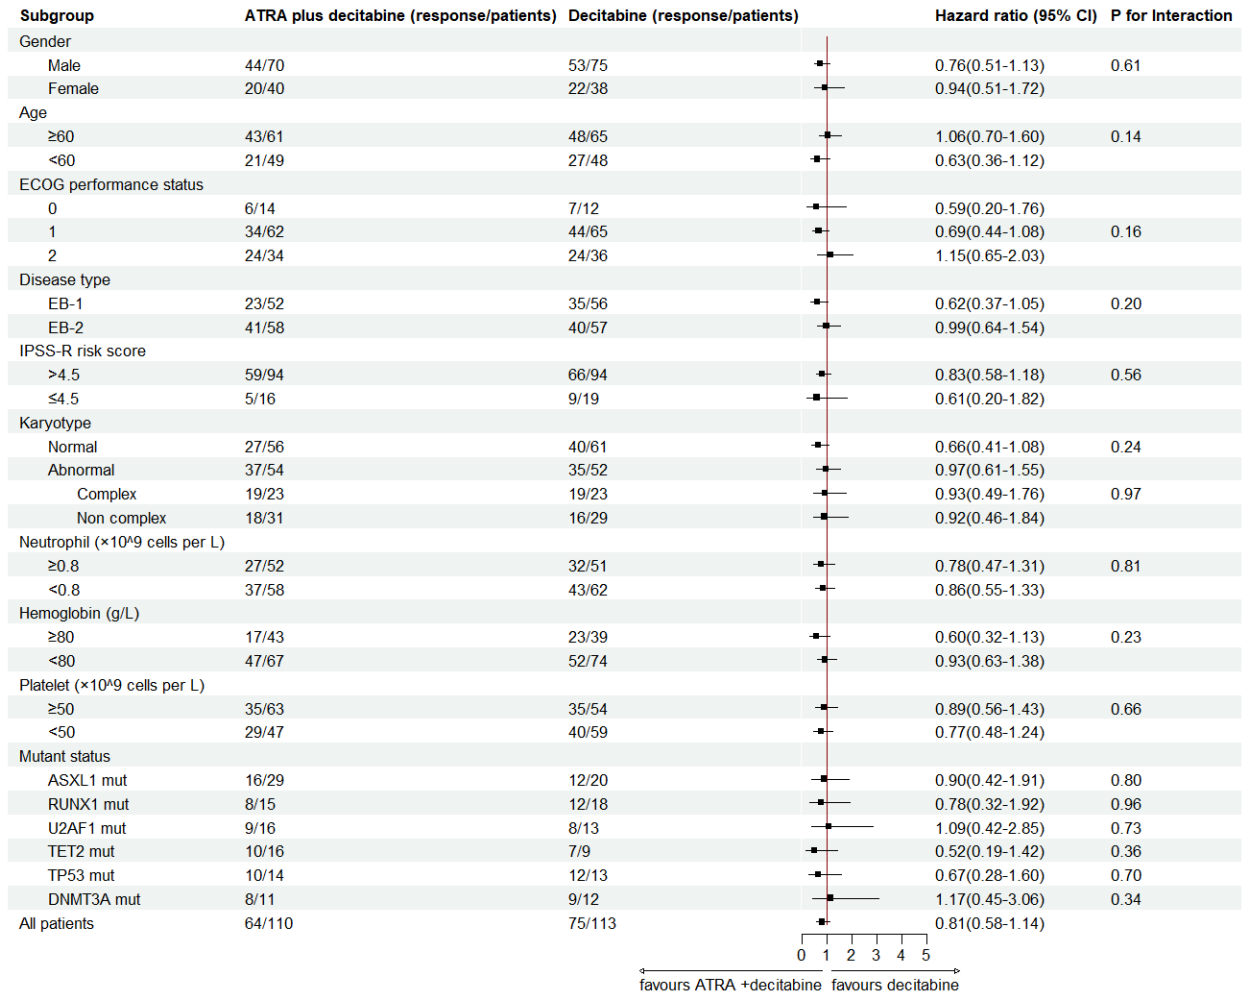 Subgroup ATRA plus decitabine (response/patients) Decitabine (response/patients) Hazard ratio (95% CI) P for Interaction
Gender
Male 44/70 53/75 0.76(0.51-1.13) 0.61
Female 20/40 22/38 0.94(0.51-1.72)
Age
≥60 43/61 48/65 1.06(0.70-1.60) 0.14
<60 21/49 27/48 0.63(0.36-1.12)
ECOG performance status
0 6/14 7/12 0.59(0.20-1.76)
1 34/62 44/65 0.69(0.44-1.08) 0.16
2 24/34 24/36 1.15(0.65-2.03)
Disease type
EB-1 23/52 35/56 0.62(0.37-1.05) 0.20
EB-2 41/58 40/57 0.99(0.64-1.54)
IPSS-R risk score
>4.5 59/94 66/94 0.83(0.58-1.18) 0.56
≤4.5 5/16 9/19 0.61(0.20-1.82)
Karyotype
Normal 27/56 40/61 0.66(0.41-1.08) 0.24
Abnormal 37/54 35/52 0.97(0.61-1.55)
Complex 19/23 19/23 0.93(0.49-1.76) 0.97
Non complex 18/31 16/29 0.92(0.46-1.84)
Neutrophil (×10^9 cells per L)
≥0.8 27/52 32/51 0.78(0.47-1.31) 0.81
<0.8 37/58 43/62 0.86(0.55-1.33)
Hemoglobin (g/L)
≥80 17/43 23/39 0.60(0.32-1.13) 0.23
<80 47/67 52/74 0.93(0.63-1.38)
Platelet (×10^9 cells per L)
≥50 35/63 35/54 0.89(0.56-1.43) 0.66
<50 29/47 40/59 0.77(0.48-1.24)
Mutant status
ASXL1 mut 16/29 12/20 0.90(0.42-1.91) 0.80
RUNX1 mut 8/15 12/18 0.78(0.32-1.92) 0.96
U2AF1 mut 9/16 8/13 1.09(0.42-2.85) 0.73
TET2 mut 10/16 7/9 0.52(0.19-1.42) 0.36
TP53 mut 10/14 12/13 0.67(0.28-1.60) 0.70
DNMT3A mut 8/11 9/12 1.17(0.45-3.06) 0.34
All patients 64/110 75/113 0.81(0.58-1.14)
0 1 2 3 4 5
favours ATRA +decitabine favours decitabine